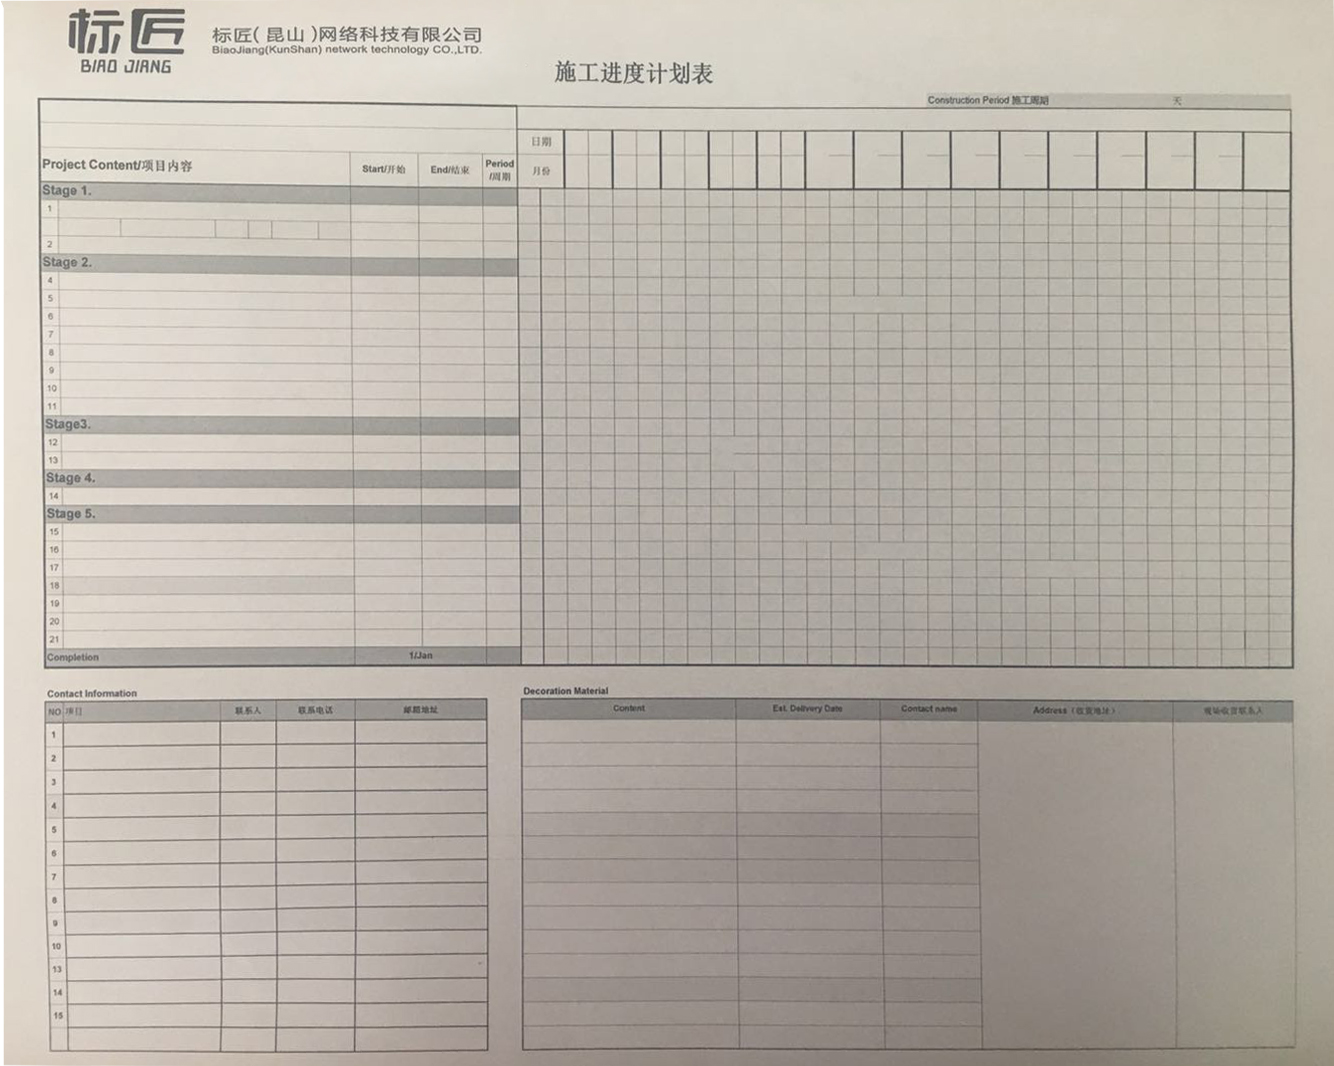 标匠
BIAO JIANG
标匠(昆山)网络科技有限公司
BiaoJiang(KunShan) network technology CO.,LTD.
施工进度计划表
Construction Period 施工周期 天
日期
月份
Project Content/项目内容 Start/开始 End/结束 Period/周期
Stage 1.
1
2
Stage 2.
4
5
6
7
8
9
10
11
Stage3.
12
13
Stage 4.
14
Stage 5.
15
16
17
18
19
20
21
Completion 1/Jan
Contact Information
NO 项目 联系人 联系电话 邮箱地址
1
2
3
4
5
6
7
8
9
10
13
14
15
Decoration Material
Content Est. Delivery Date Contact name Address (收货地址) 现场收货联系人